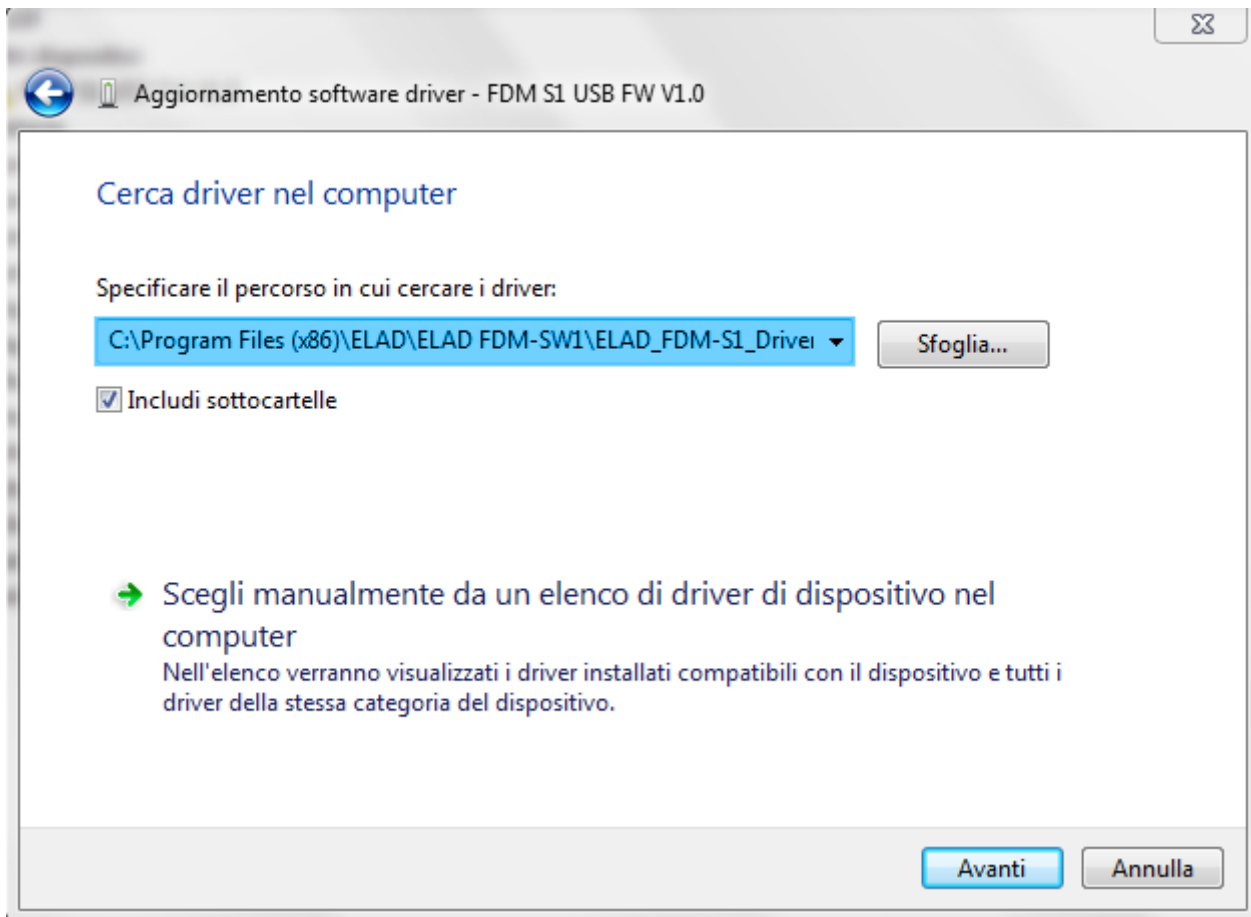 Aggiornamento software driver - FDM S1 USB FW V1.0
Cerca driver nel computer
Specificare il percorso in cui cercare i driver:
C:\Program Files (x86)\ELAD\ELAD FDM-SW1\ELAD_FDM-S1_Driver
Sfoglia...
Includi sottocartelle
Scegli manualmente da un elenco di driver di dispositivo nel
computer
Nell'elenco verranno visualizzati i driver installati compatibili con il dispositivo e tutti i
driver della stessa categoria del dispositivo.
Avanti
Annulla